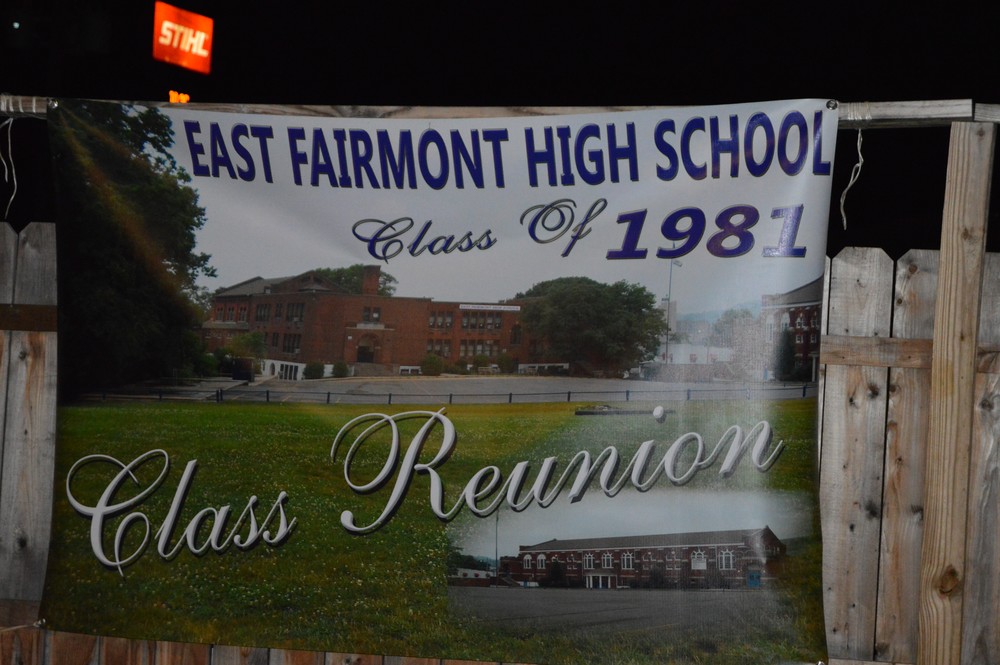 STIHL
EAST FAIRMONT HIGH SCHOOL
Class Of 1981
Class Reunion